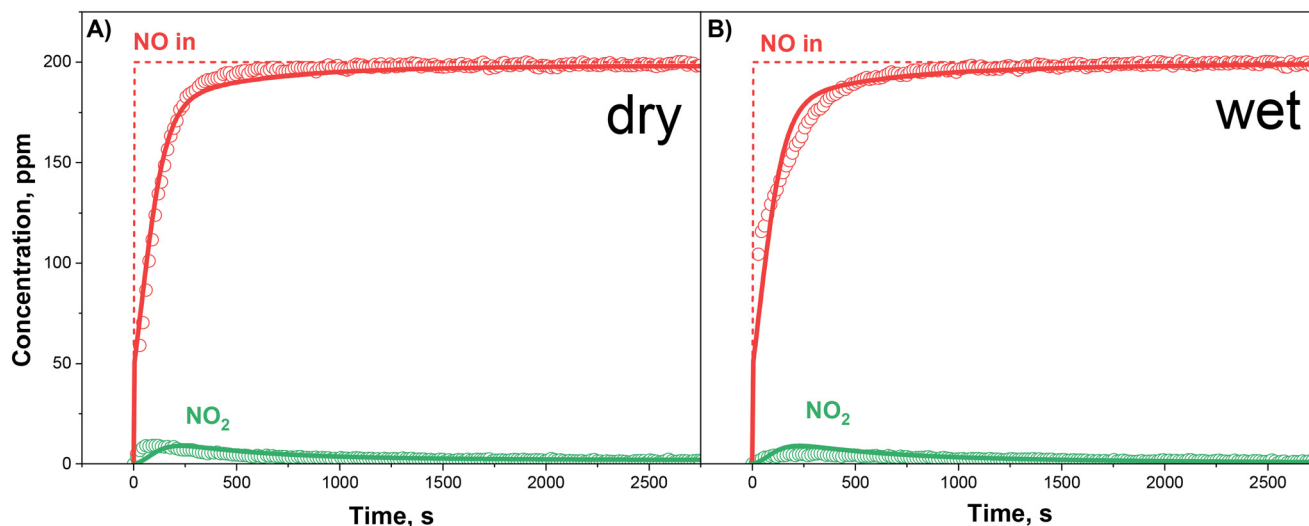 A)
NO in
dry
NO₂
B)
NO in
wet
NO₂
Concentration, ppm
200
150
100
50
0
0 500 1000 1500 2000 2500
0 500 1000 1500 2000 2500
Time, s
Time, s